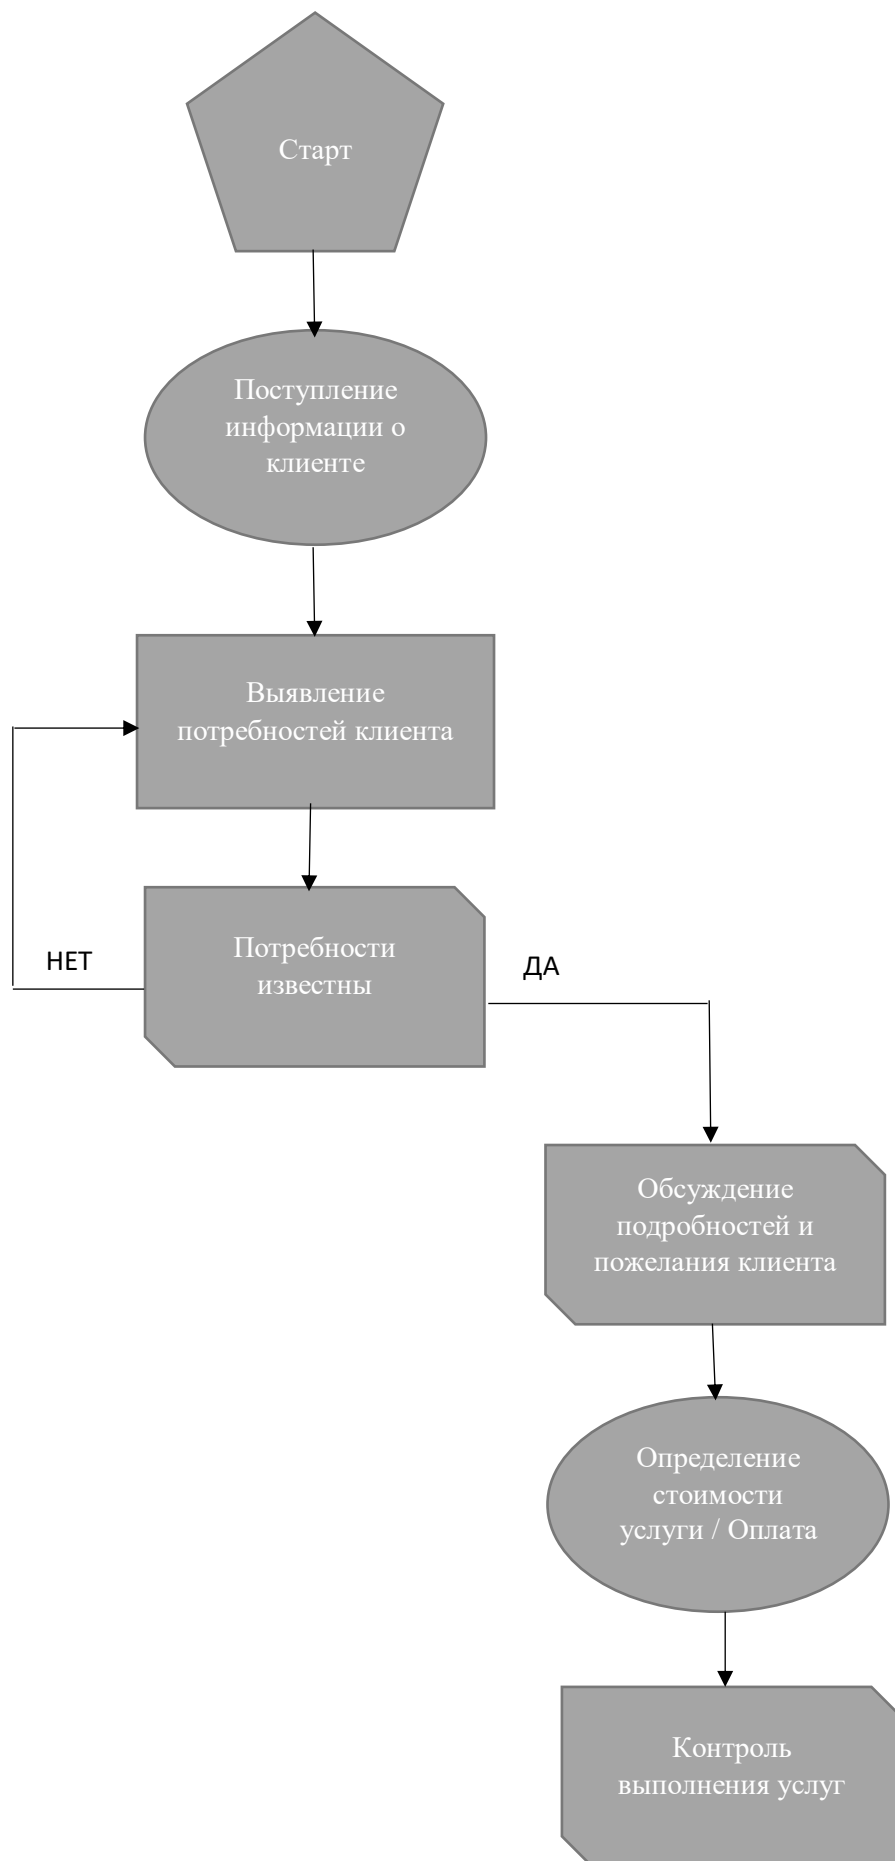 Старт
Поступление
информации о
клиенте
Выявление
потребностей клиента
Потребности
известны
НЕТ
ДА
Обсуждение
подробностей и
пожелания клиента
Определение
стоимости
услуги / Оплата
Контроль
выполнения услуг